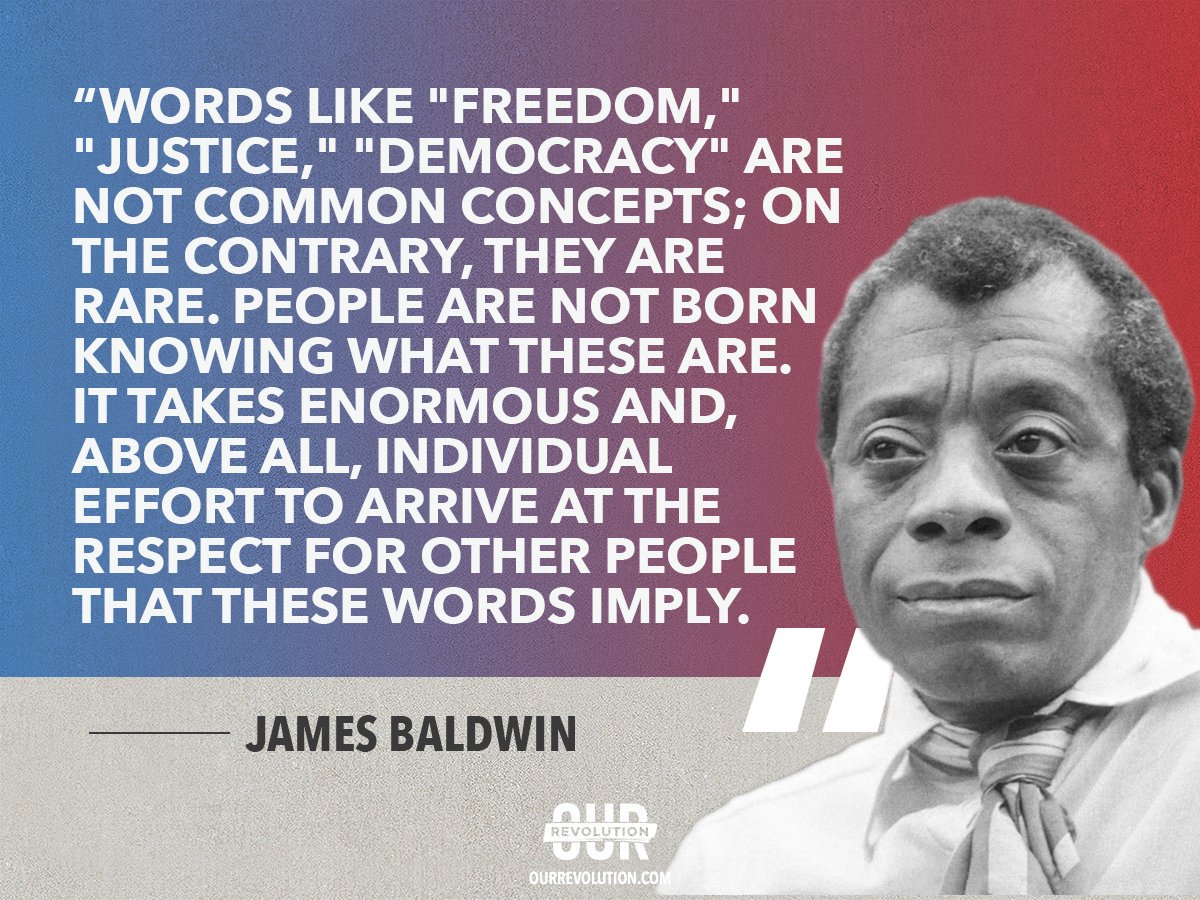 “WORDS LIKE "FREEDOM,"
"JUSTICE," "DEMOCRACY" ARE
NOT COMMON CONCEPTS; ON
THE CONTRARY, THEY ARE
RARE. PEOPLE ARE NOT BORN
KNOWING WHAT THESE ARE.
IT TAKES ENORMOUS AND,
ABOVE ALL, INDIVIDUAL
EFFORT TO ARRIVE AT THE
RESPECT FOR OTHER PEOPLE
THAT THESE WORDS IMPLY.
"
JAMES BALDWIN
OUR
REVOLUTION
OURREVOLUTION.COM